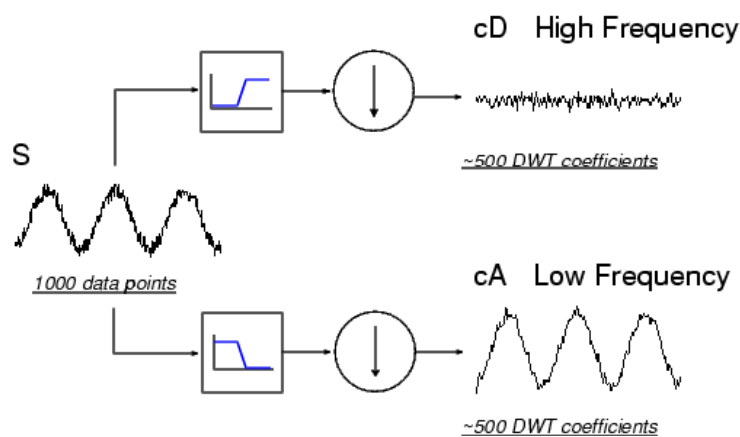 cD High Frequency
~500 DWT coefficients
S
1000 data points
cA Low Frequency
~500 DWT coefficients